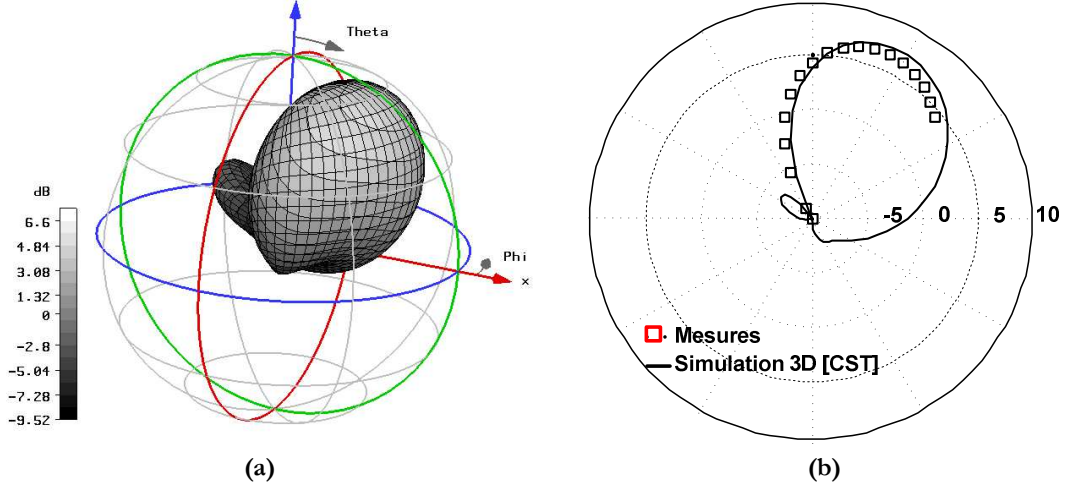 Theta
dB
6.6
4.84
3.08
1.32
0
-2.8
-5.04
-7.28
-9.52
Phi
x
-5 0 5 10
Mesures
Simulation 3D [CST]
(a) (b)